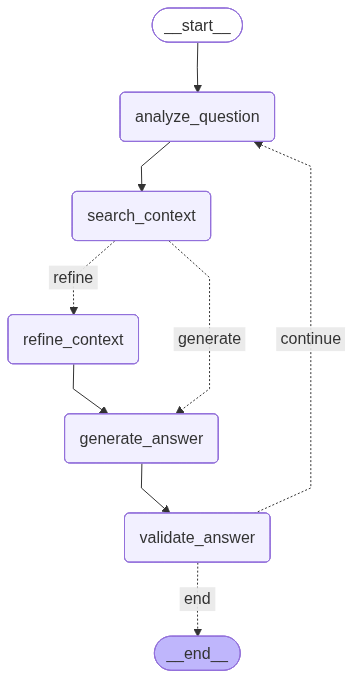 __start__
analyze_question
search_context
refine
refine_context
generate
continue
generate_answer
validate_answer
end
__end__